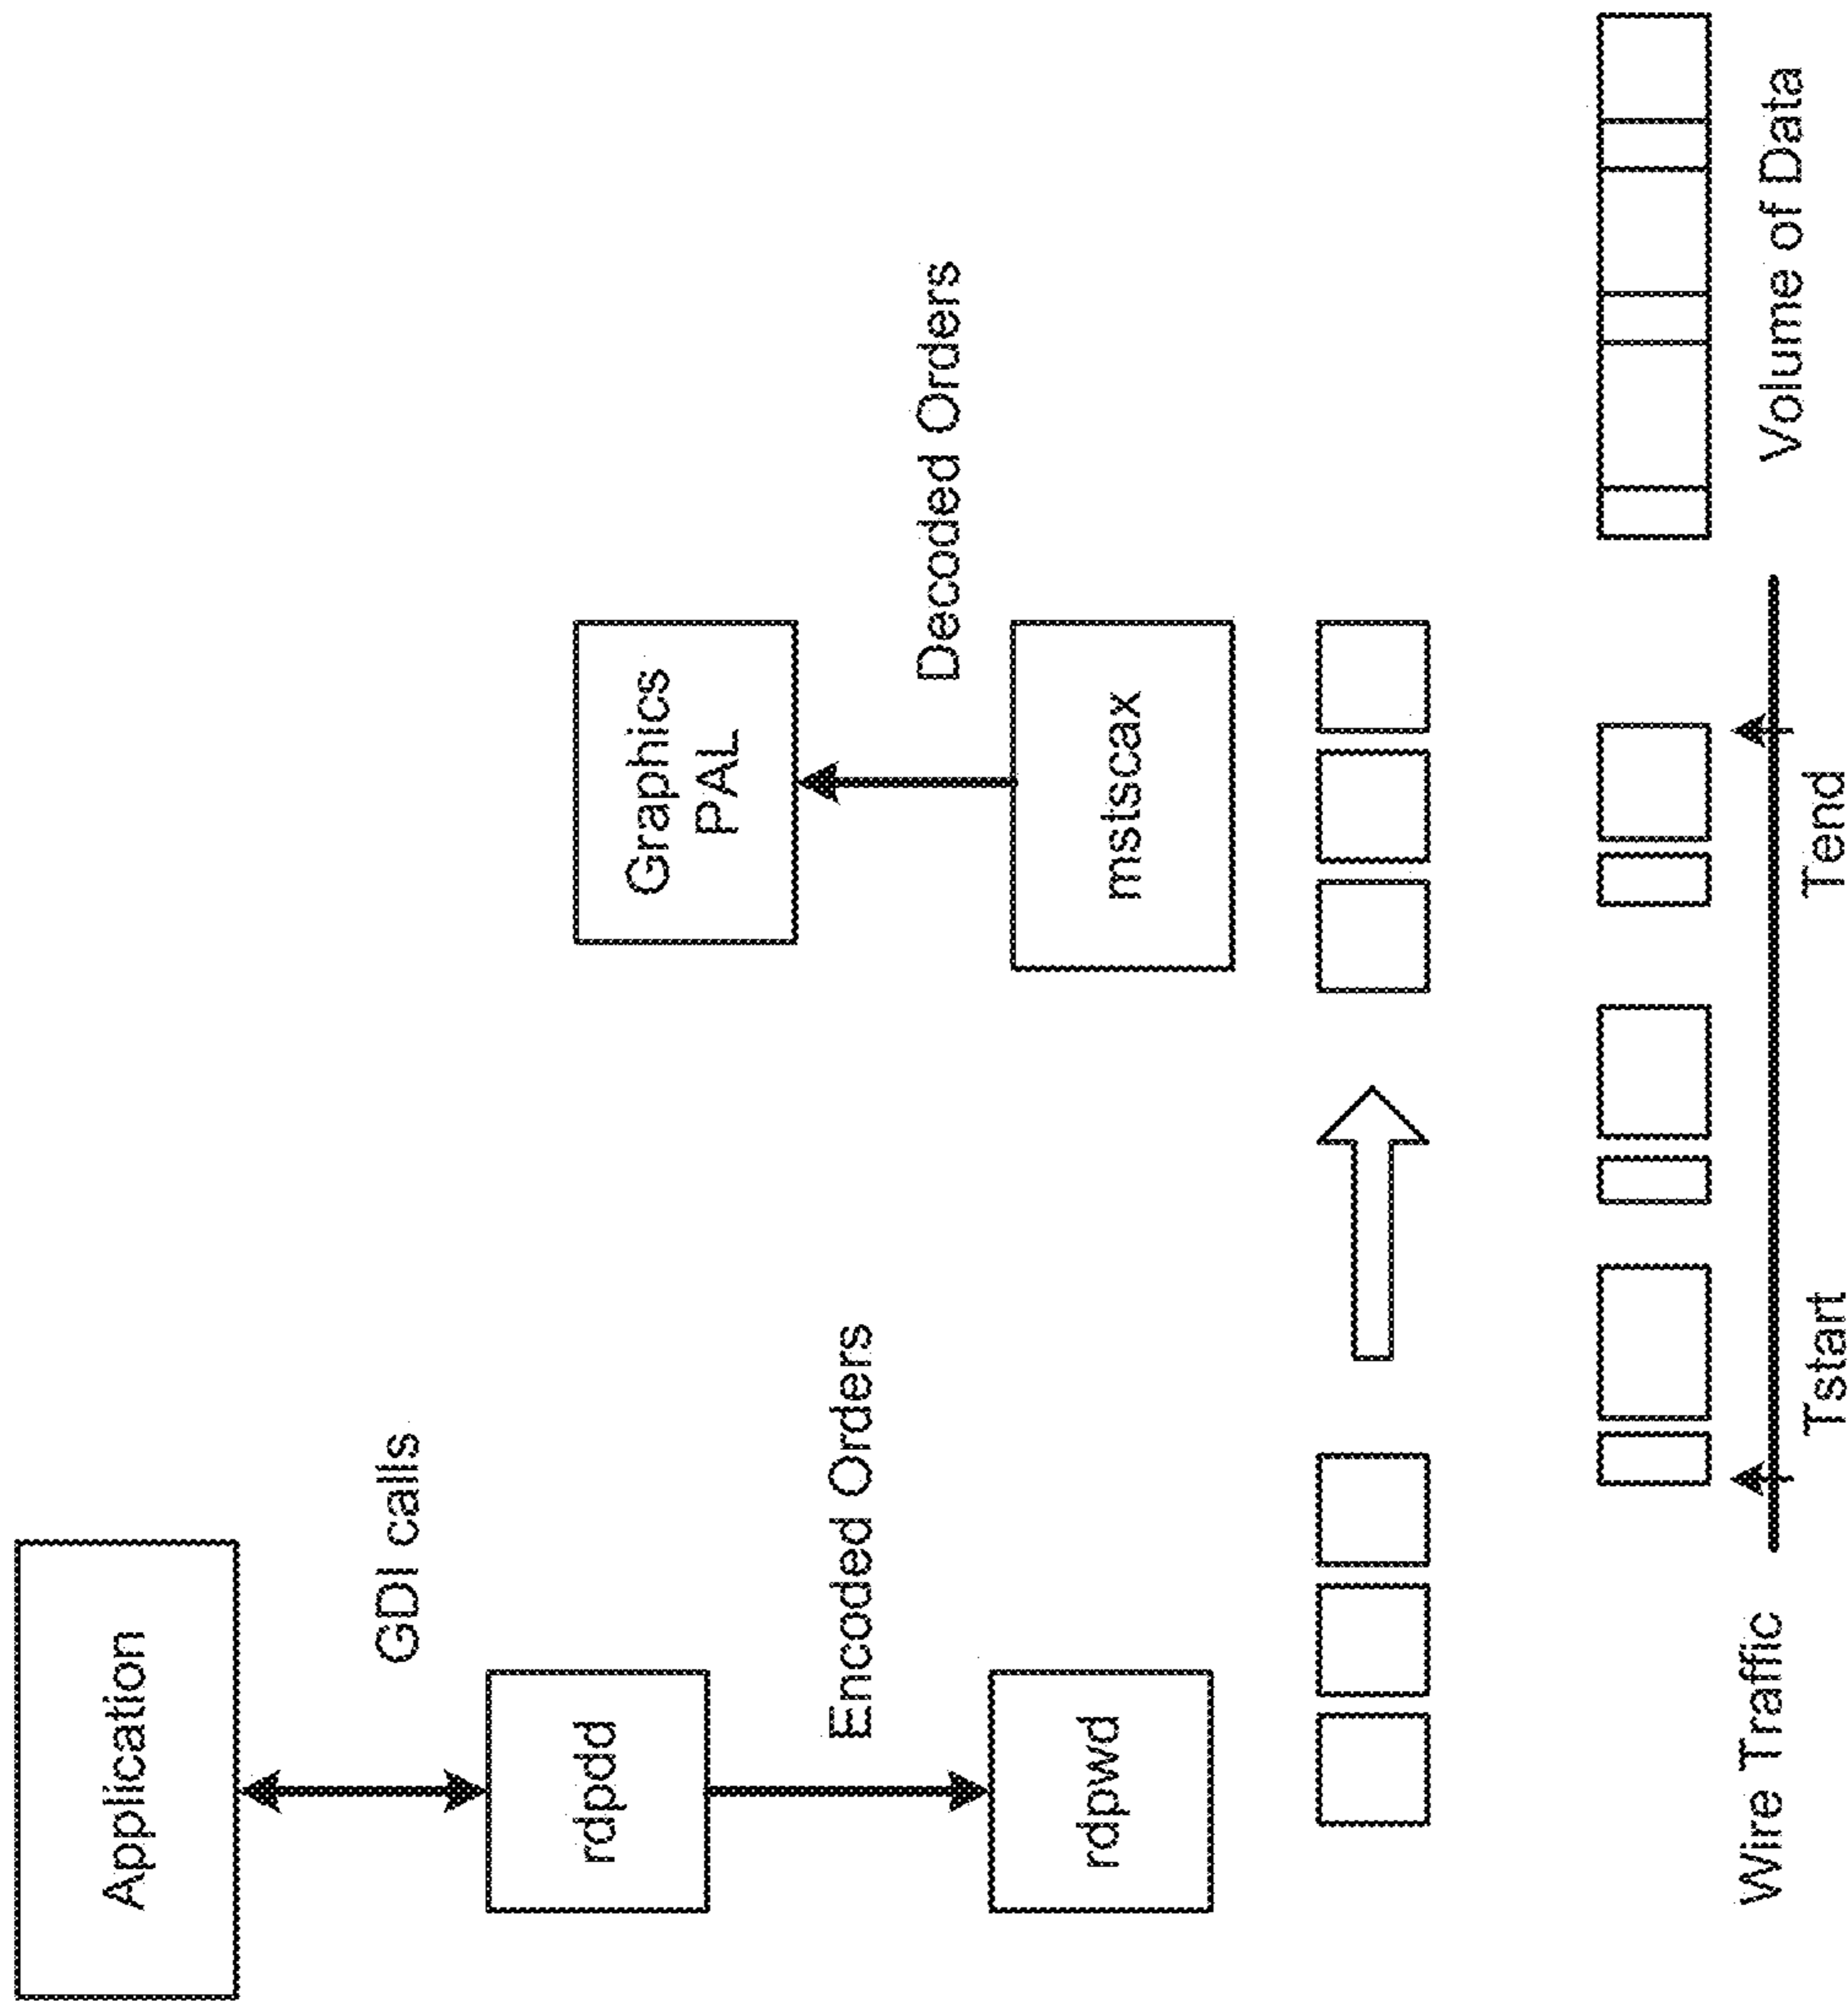 Application
GDI calls
rdpdd
Encoded Orders
rdpwd
Graphics
PAL
Decoded Orders
mstscax
Wire Traffic
Tstart
Tend
Volume of Data